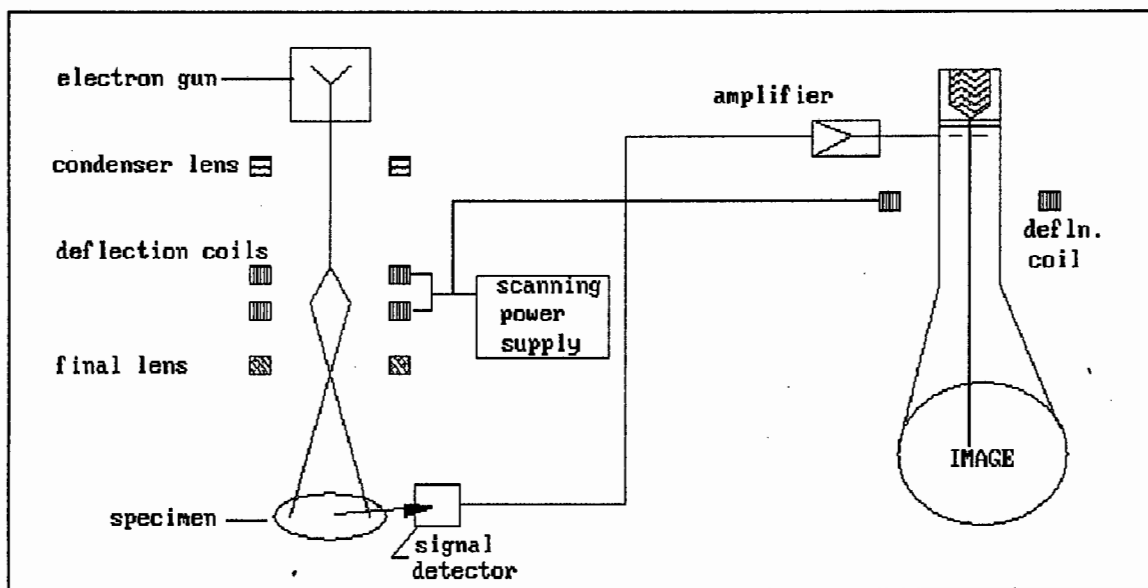 electron gun
amplifier
condenser lens
deflection coils
defln.
coil
scanning
power
supply
final lens
IMAGE
specimen
signal
detector